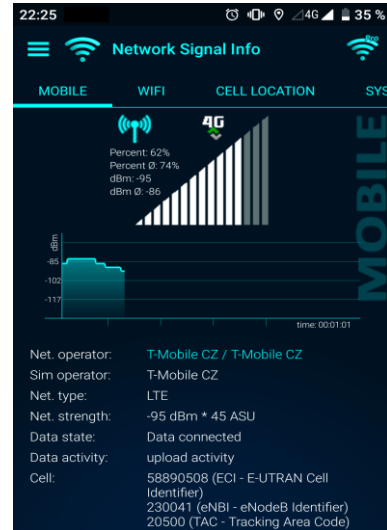 22:25 4G 35 %
Network Signal Info Pro
MOBILE WIFI CELL LOCATION SYS
4G
Percent: 62%
Percent Ø: 74%
dBm: -95
dBm Ø: -86
MOBILE
dBm
-85
-102
-117
time: 00:01:01
Net. operator: T-Mobile CZ / T-Mobile CZ
Sim operator: T-Mobile CZ
Net. type: LTE
Net. strength: -95 dBm * 45 ASU
Data state: Data connected
Data activity: upload activity
Cell: 58890508 (ECI - E-UTRAN Cell
Identifier)
230041 (eNBI - eNodeB Identifier)
20500 (TAC - Tracking Area Code)